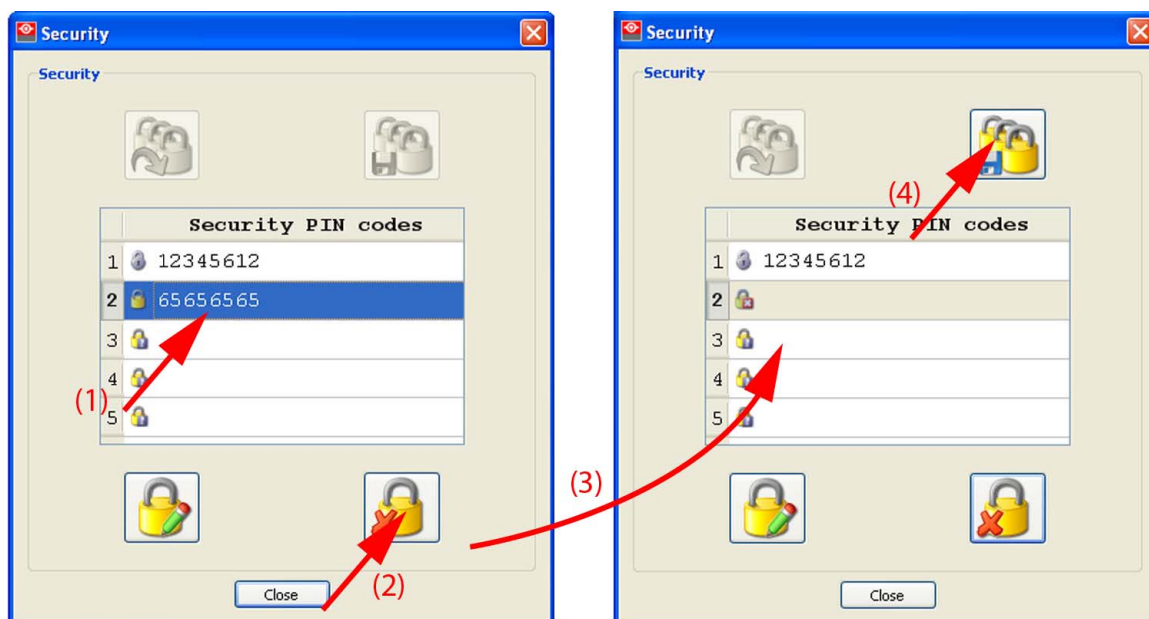 Security
Security
Security PIN codes
1 12345612
2 65656565
3
4
5
Close
(1)
(2)
(3)
Security
Security
Security PIN codes
1 12345612
2
3
4
5
Close
(4)